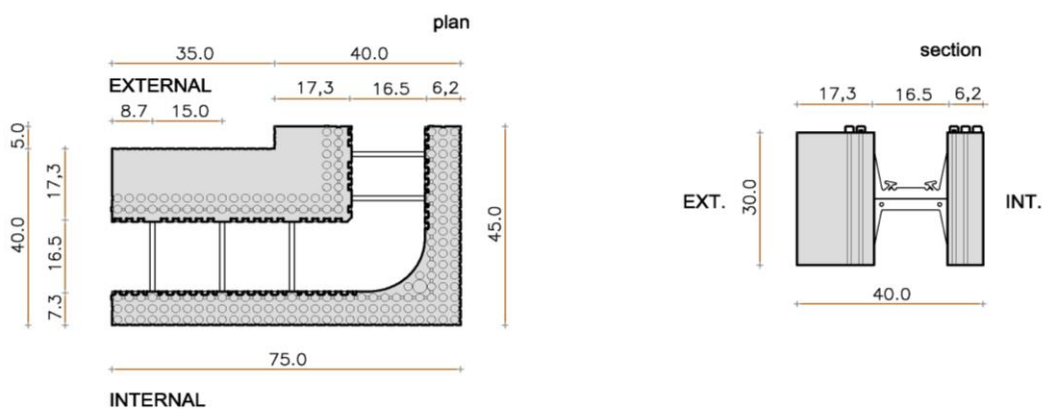 plan
35.0 40.0
EXTERNAL
17,3 16.5 6,2
8.7 15.0
5.0
40.0
17,3
16.5
7.3
45.0
75.0
INTERNAL
section
17,3 16.5 6,2
EXT.
30.0
INT.
40.0